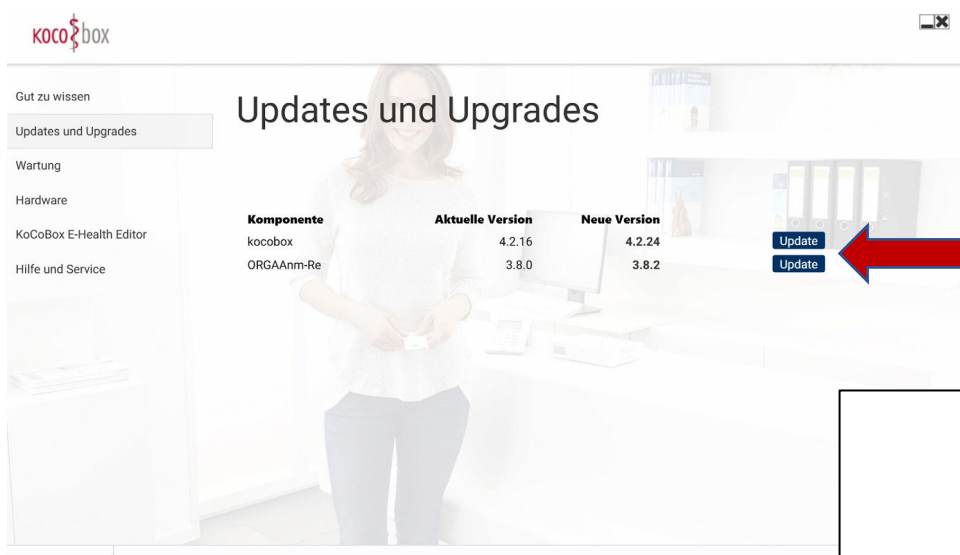 KOCO box
Gut zu wissen
Updates und Upgrades
Wartung
Hardware
KoCoBox E-Health Editor
Hilfe und Service
Updates und Upgrades
Komponente Aktuelle Version Neue Version
kocobox 4.2.16 4.2.24 Update
ORGAAnm-Re 3.8.0 3.8.2 Update